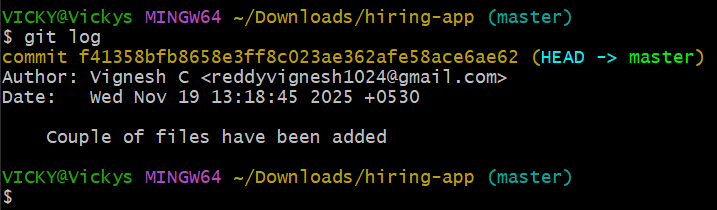 VICKY@Vickys MINGW64 ~/Downloads/hiring-app (master)
$ git log
commit f41358bfb8658e3ff8c023ae362afe58ace6ae62 (HEAD -> master)
Author: Vignesh C <reddyvignesh1024@gmail.com>
Date:   Wed Nov 19 13:18:45 2025 +0530
    Couple of files have been added
VICKY@Vickys MINGW64 ~/Downloads/hiring-app (master)
$